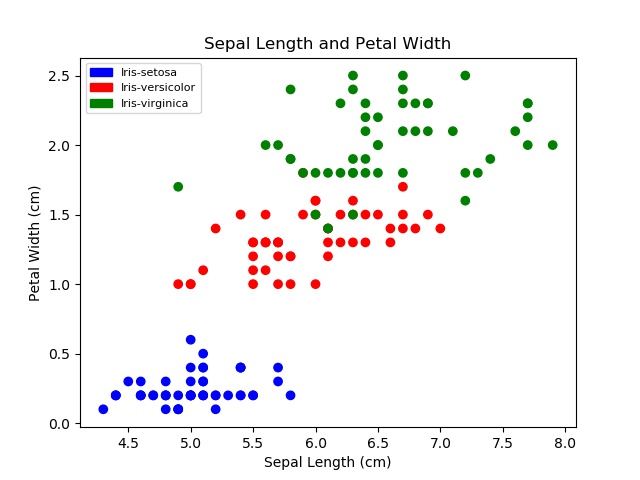 Sepal Length and Petal Width
Iris-setosa
Iris-versicolor
Iris-virginica
2.5
2.0
1.5
1.0
0.5
0.0
Petal Width (cm)
4.5 5.0 5.5 6.0 6.5 7.0 7.5 8.0
Sepal Length (cm)